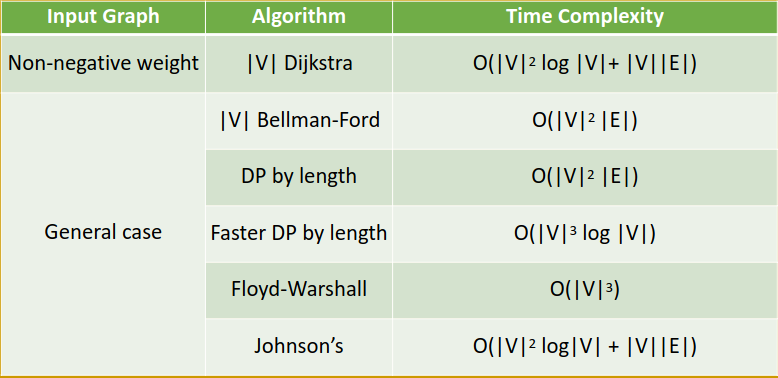 Input Graph Algorithm Time Complexity
Non-negative weight |V| Dijkstra O(|V|² log |V|+ |V||E|)
|V| Bellman-Ford O(|V|² |E|)
DP by length O(|V|² |E|)
General case Faster DP by length O(|V|³ log |V|)
Floyd-Warshall O(|V|³)
Johnson’s O(|V|² log|V| + |V||E|)